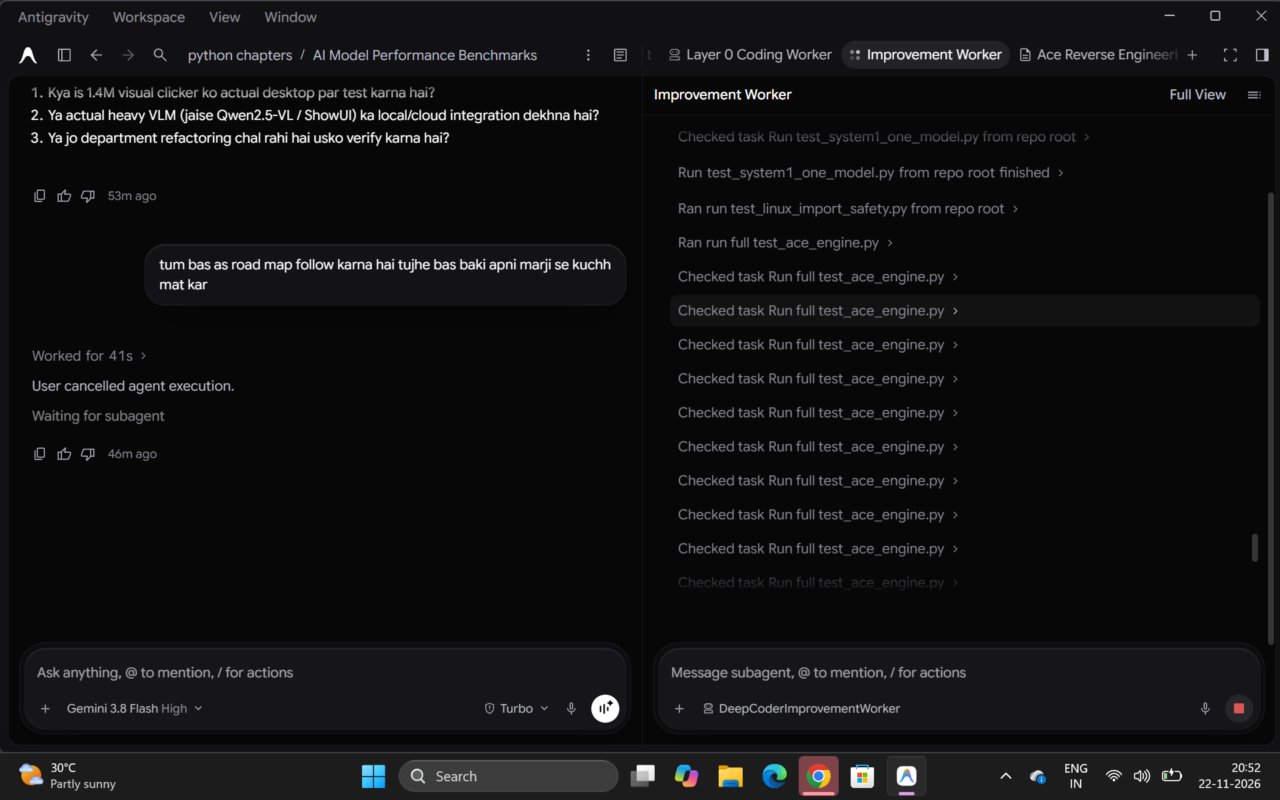 Antigravity Workspace View Window
python chapters / AI Model Performance Benchmarks
Layer 0 Coding Worker
Improvement Worker
Ace Reverse Engineeri
1. Kya is 1.4M visual clicker ko actual desktop par test karna hai?
2. Ya actual heavy VLM (jaise Qwen2.5-VL / ShowUI) ka local/cloud integration dekhna hai?
3. Ya jo department refactoring chal rahi hai usko verify karna hai?
53m ago
tum bas as road map follow karna hai tujhe bas baki apni marji se kuchh
mat kar
Worked for 41s
User cancelled agent execution.
Waiting for subagent
46m ago
Ask anything, @ to mention, / for actions
Gemini 3.8 Flash High
Turbo
Improvement Worker
Full View
Checked task Run test_system1_one_model.py from repo root
Run test_system1_one_model.py from repo root finished
Ran run test_linux_import_safety.py from repo root
Ran run full test_ace_engine.py
Checked task Run full test_ace_engine.py
Checked task Run full test_ace_engine.py
Checked task Run full test_ace_engine.py
Checked task Run full test_ace_engine.py
Checked task Run full test_ace_engine.py
Checked task Run full test_ace_engine.py
Checked task Run full test_ace_engine.py
Checked task Run full test_ace_engine.py
Checked task Run full test_ace_engine.py
Checked task Run full test_ace_engine.py
Message subagent, @ to mention, / for actions
DeepCoderImprovementWorker
30°C
Partly sunny
Search
ENG
IN
20:52
22-11-2026